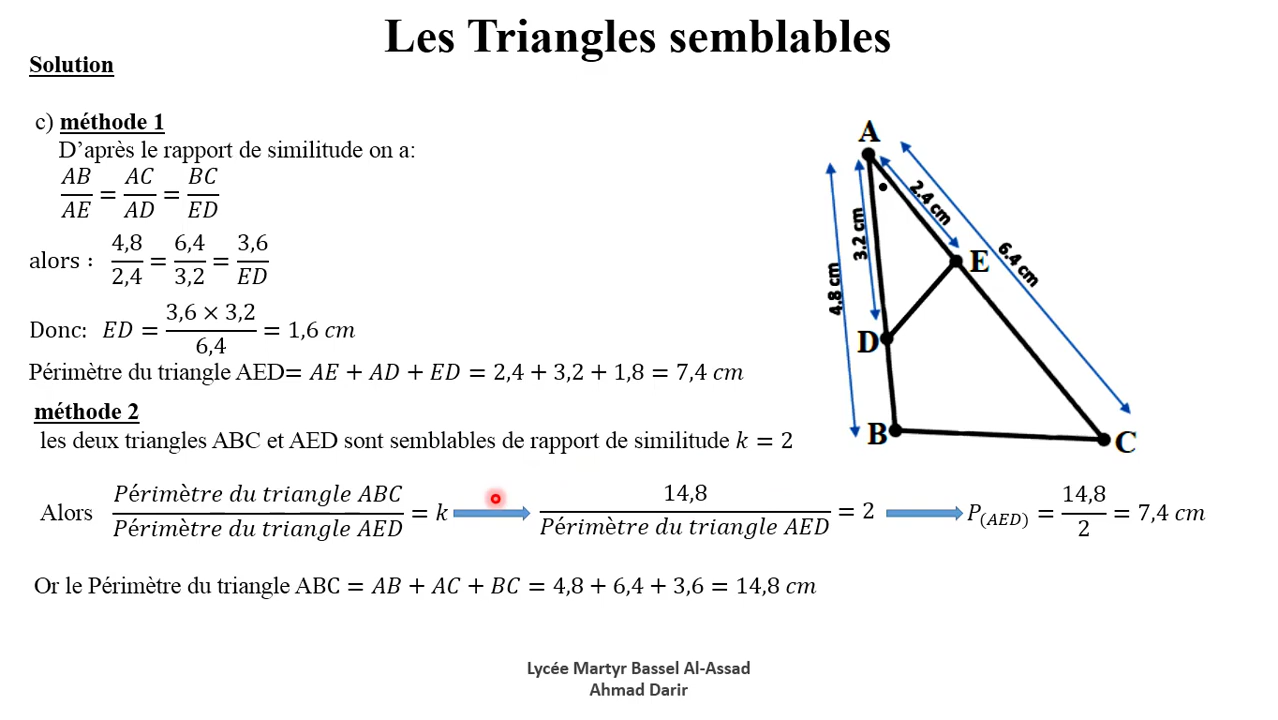 Les Triangles semblables
Solution
c) méthode 1
D'après le rapport de similitude on a:
AB/AE = AC/AD = BC/ED
alors : 4,8/2,4 = 6,4/3,2 = 3,6/ED
Donc: ED = 3,6 × 3,2/6,4 = 1,6 cm
Périmètre du triangle AED= AE + AD + ED = 2,4 + 3,2 + 1,8 = 7,4 cm
méthode 2
les deux triangles ABC et AED sont semblables de rapport de similitude k = 2
Alors Périmètre du triangle ABC/Périmètre du triangle AED = k 14,8/Périmètre du triangle AED = 2 P(AED) = 14,8/2 = 7,4 cm
Or le Périmètre du triangle ABC = AB + AC + BC = 4,8 + 6,4 + 3,6 = 14,8 cm
A
2.4 cm
3.2 cm
6.4 cm
4.8 cm
E
D
B
C
Lycée Martyr Bassel Al-Assad
Ahmad Darir